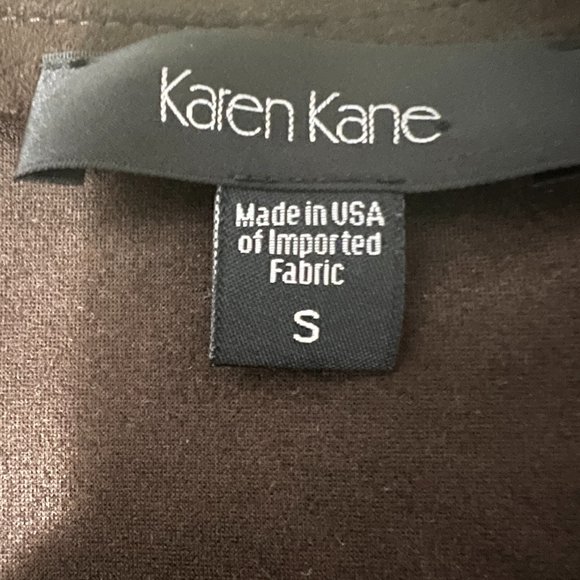 Karen Kane
Made in USA
of Imported
Fabric
S